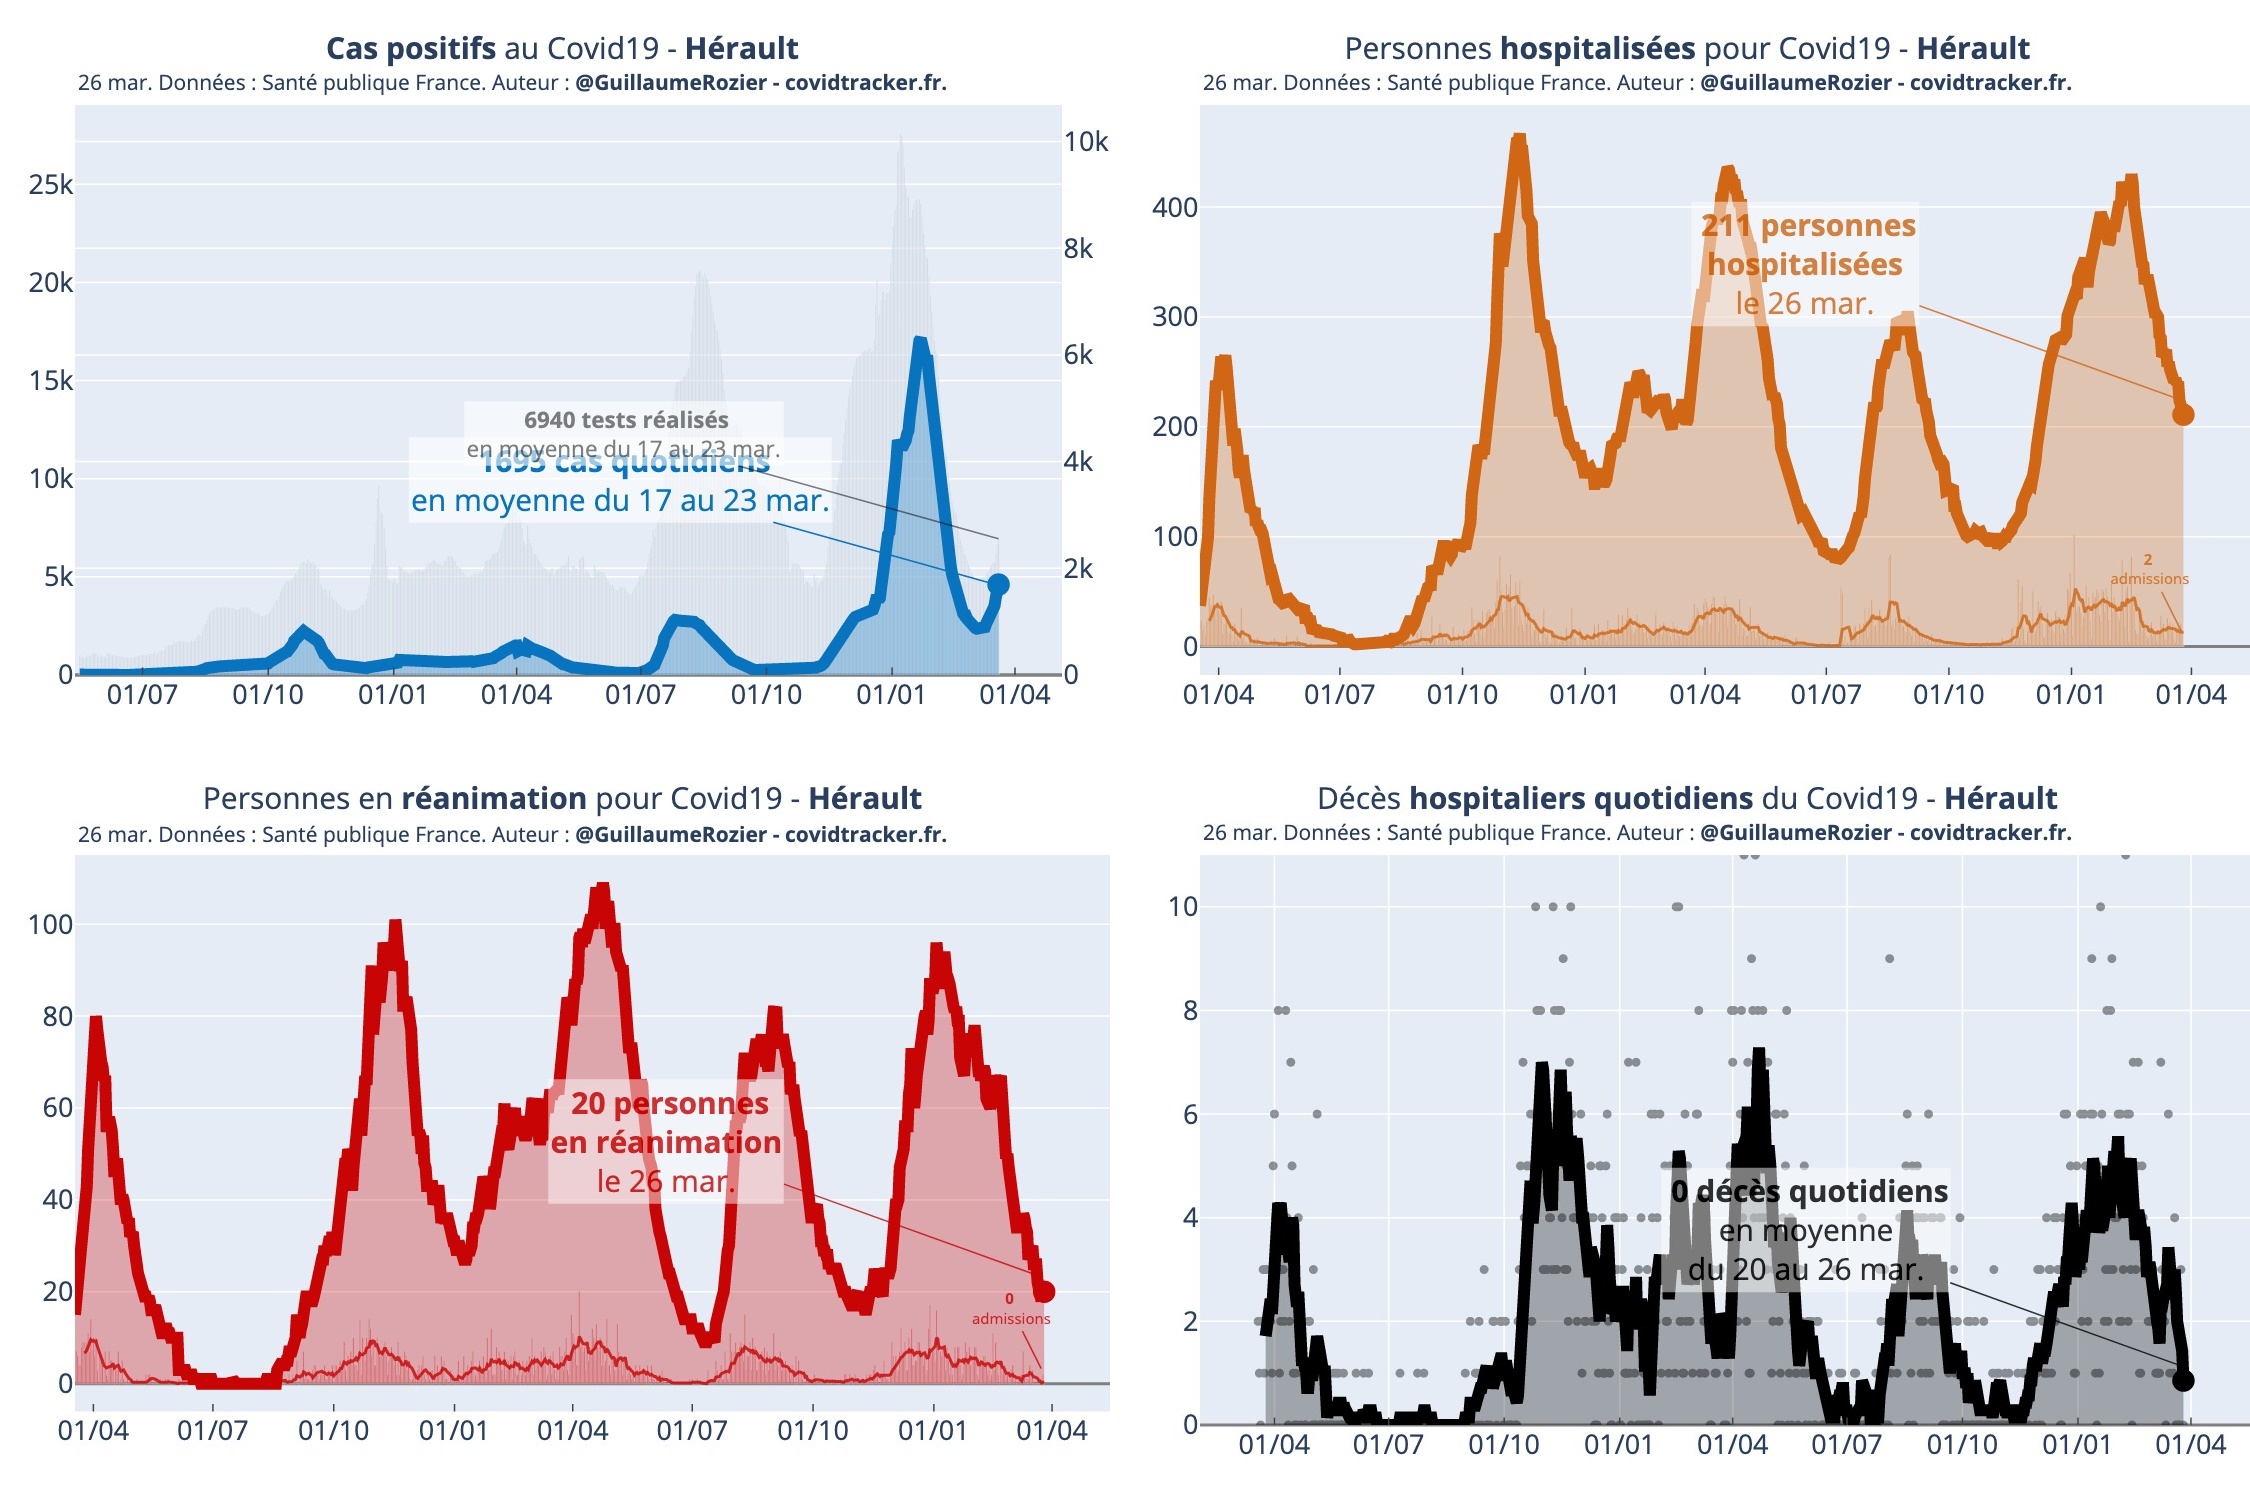 Cas positifs au Covid19 - Hérault
26 mar. Données : Santé publique France. Auteur : @GuillaumeRozier - covidtracker.fr.
25k
20k
15k
10k
5k
0
10k
8k
6k
4k
2k
0
6940 tests réalisés
en moyenne du 17 au 23 mar.
1695 cas quotidiens
en moyenne du 17 au 23 mar.
01/07 01/10 01/01 01/04 01/07 01/10 01/01 01/04
Personnes hospitalisées pour Covid19 - Hérault
26 mar. Données : Santé publique France. Auteur : @GuillaumeRozier - covidtracker.fr.
400
300
200
100
0
211 personnes
hospitalisées
le 26 mar.
2
admissions
01/04 01/07 01/10 01/01 01/04 01/07 01/10 01/01 01/04
Personnes en réanimation pour Covid19 - Hérault
26 mar. Données : Santé publique France. Auteur : @GuillaumeRozier - covidtracker.fr.
100
80
60
40
20
0
20 personnes
en réanimation
le 26 mar.
0
admissions
01/04 01/07 01/10 01/01 01/04 01/07 01/10 01/01 01/04
Décès hospitaliers quotidiens du Covid19 - Hérault
26 mar. Données : Santé publique France. Auteur : @GuillaumeRozier - covidtracker.fr.
10
8
6
4
2
0
0 décès quotidiens
en moyenne
du 20 au 26 mar.
01/04 01/07 01/10 01/01 01/04 01/07 01/10 01/01 01/04